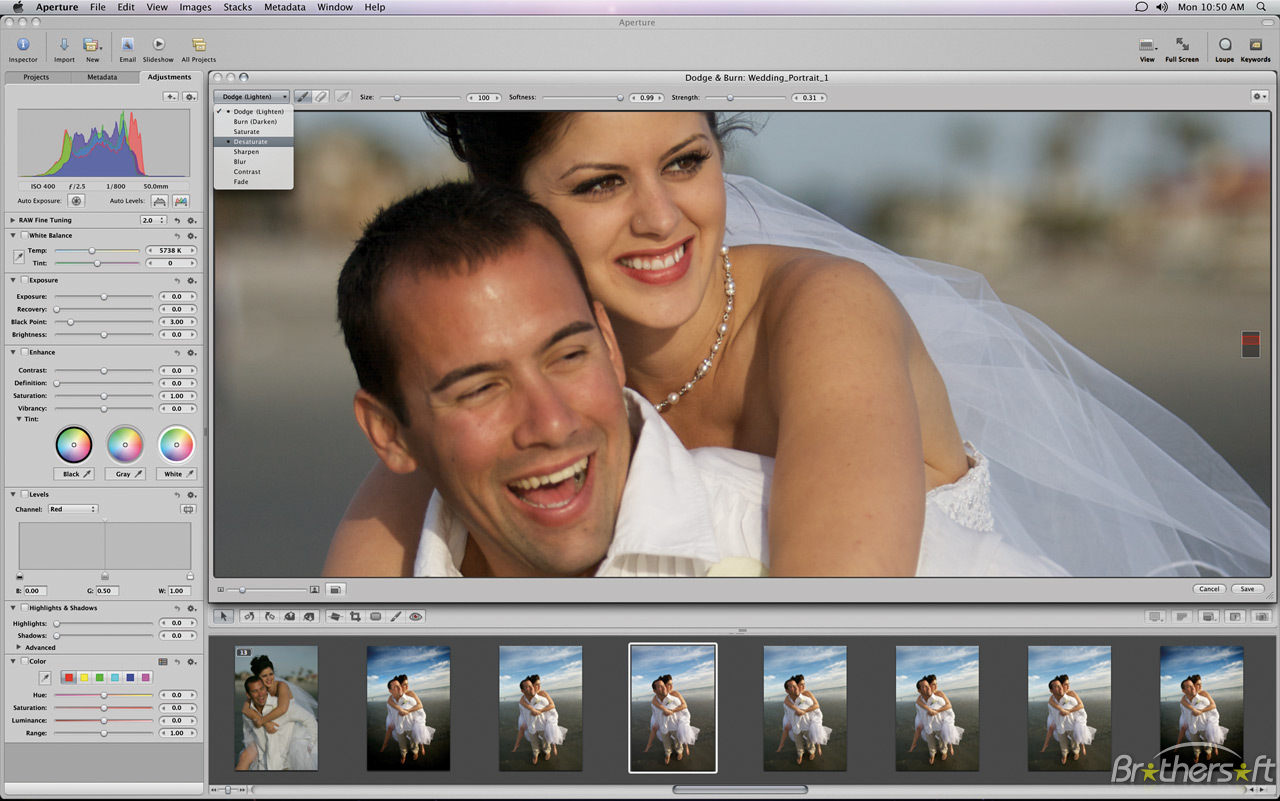 Aperture File Edit View Images Stacks Metadata Window Help Mon 10:50 AM
Aperture
Inspector Import New Email Slideshow All Projects View Full Screen Loupe Keywords
Projects Metadata Adjustments
Dodge & Burn: Wedding_Portrait_1
Dodge (Lighten) Size: 100 Softness: 0.99 Strength: 0.31
Dodge (Lighten)
Burn (Darken)
Saturate
Desaturate
Sharpen
Blur
Contrast
Fade
ISO 400 ƒ/2.5 1/800 50.0mm
Auto Exposure: Auto Levels:
RAW Fine Tuning 2.0
White Balance
Temp: 5738 K
Tint: 0
Exposure
Exposure: 0.0
Recovery: 0.0
Black Point: 3.00
Brightness: 0.0
Enhance
Contrast: 0.0
Definition: 0.0
Saturation: 1.00
Vibrancy: 0.0
Tint:
Black Gray White
Levels
Channel: Red
B: 0.00 G: 0.50 W: 1.00
Cancel Save
Highlights & Shadows
Highlights: 0.0
Shadows: 0.0
Advanced
Color
Hue: 0.0
Saturation: 0.0
Luminance: 0.0
Range: 1.00
13
Brothersoft